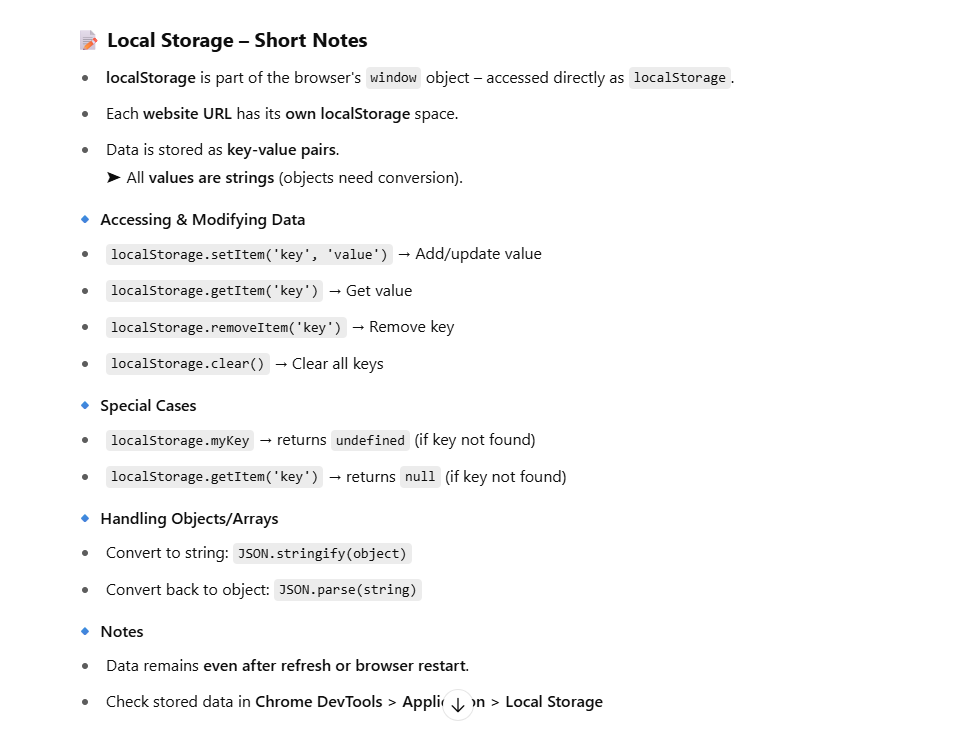 📝 Local Storage – Short Notes
• localStorage is part of the browser's window object – accessed directly as localStorage.
• Each website URL has its own localStorage space.
• Data is stored as key-value pairs.
➤ All values are strings (objects need conversion).
🔹 Accessing & Modifying Data
• localStorage.setItem('key', 'value') → Add/update value
• localStorage.getItem('key') → Get value
• localStorage.removeItem('key') → Remove key
• localStorage.clear() → Clear all keys
🔹 Special Cases
• localStorage.myKey → returns undefined (if key not found)
• localStorage.getItem('key') → returns null (if key not found)
🔹 Handling Objects/Arrays
• Convert to string: JSON.stringify(object)
• Convert back to object: JSON.parse(string)
🔹 Notes
• Data remains even after refresh or browser restart.
• Check stored data in Chrome DevTools > Application > Local Storage